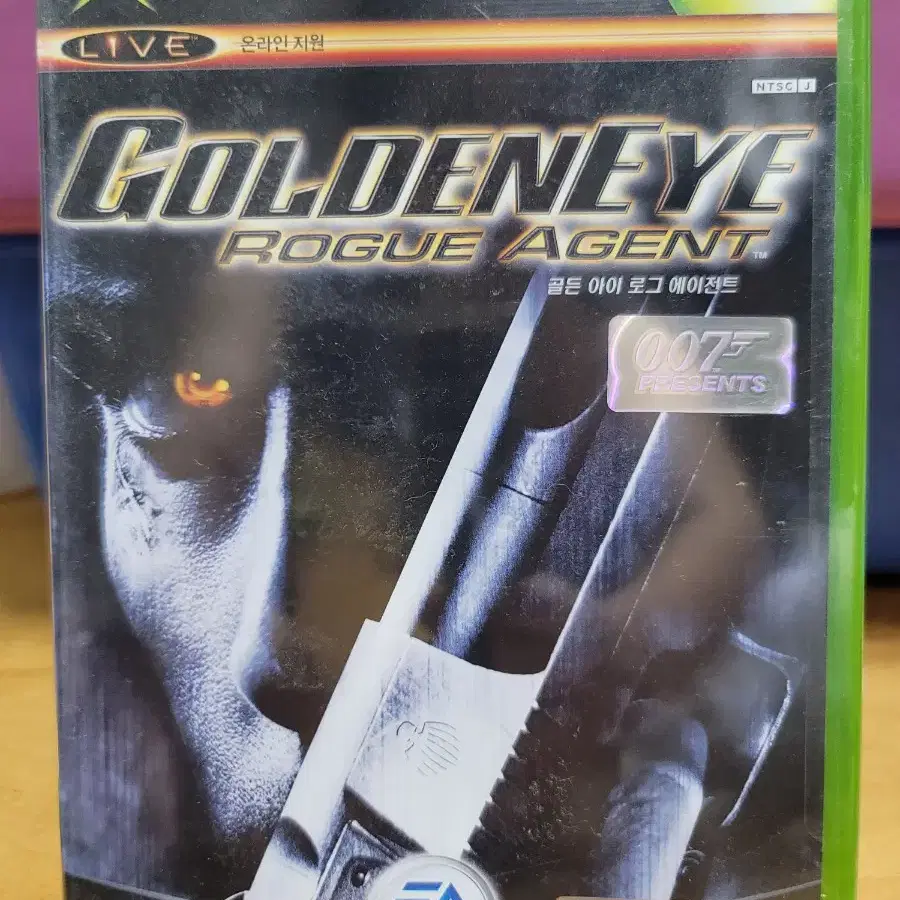 LIVE 온라인 지원
NTSC J
GOLDENEYE
ROGUE AGENT™
골든 아이 로그 에이전트
007
PRESENTS
EA